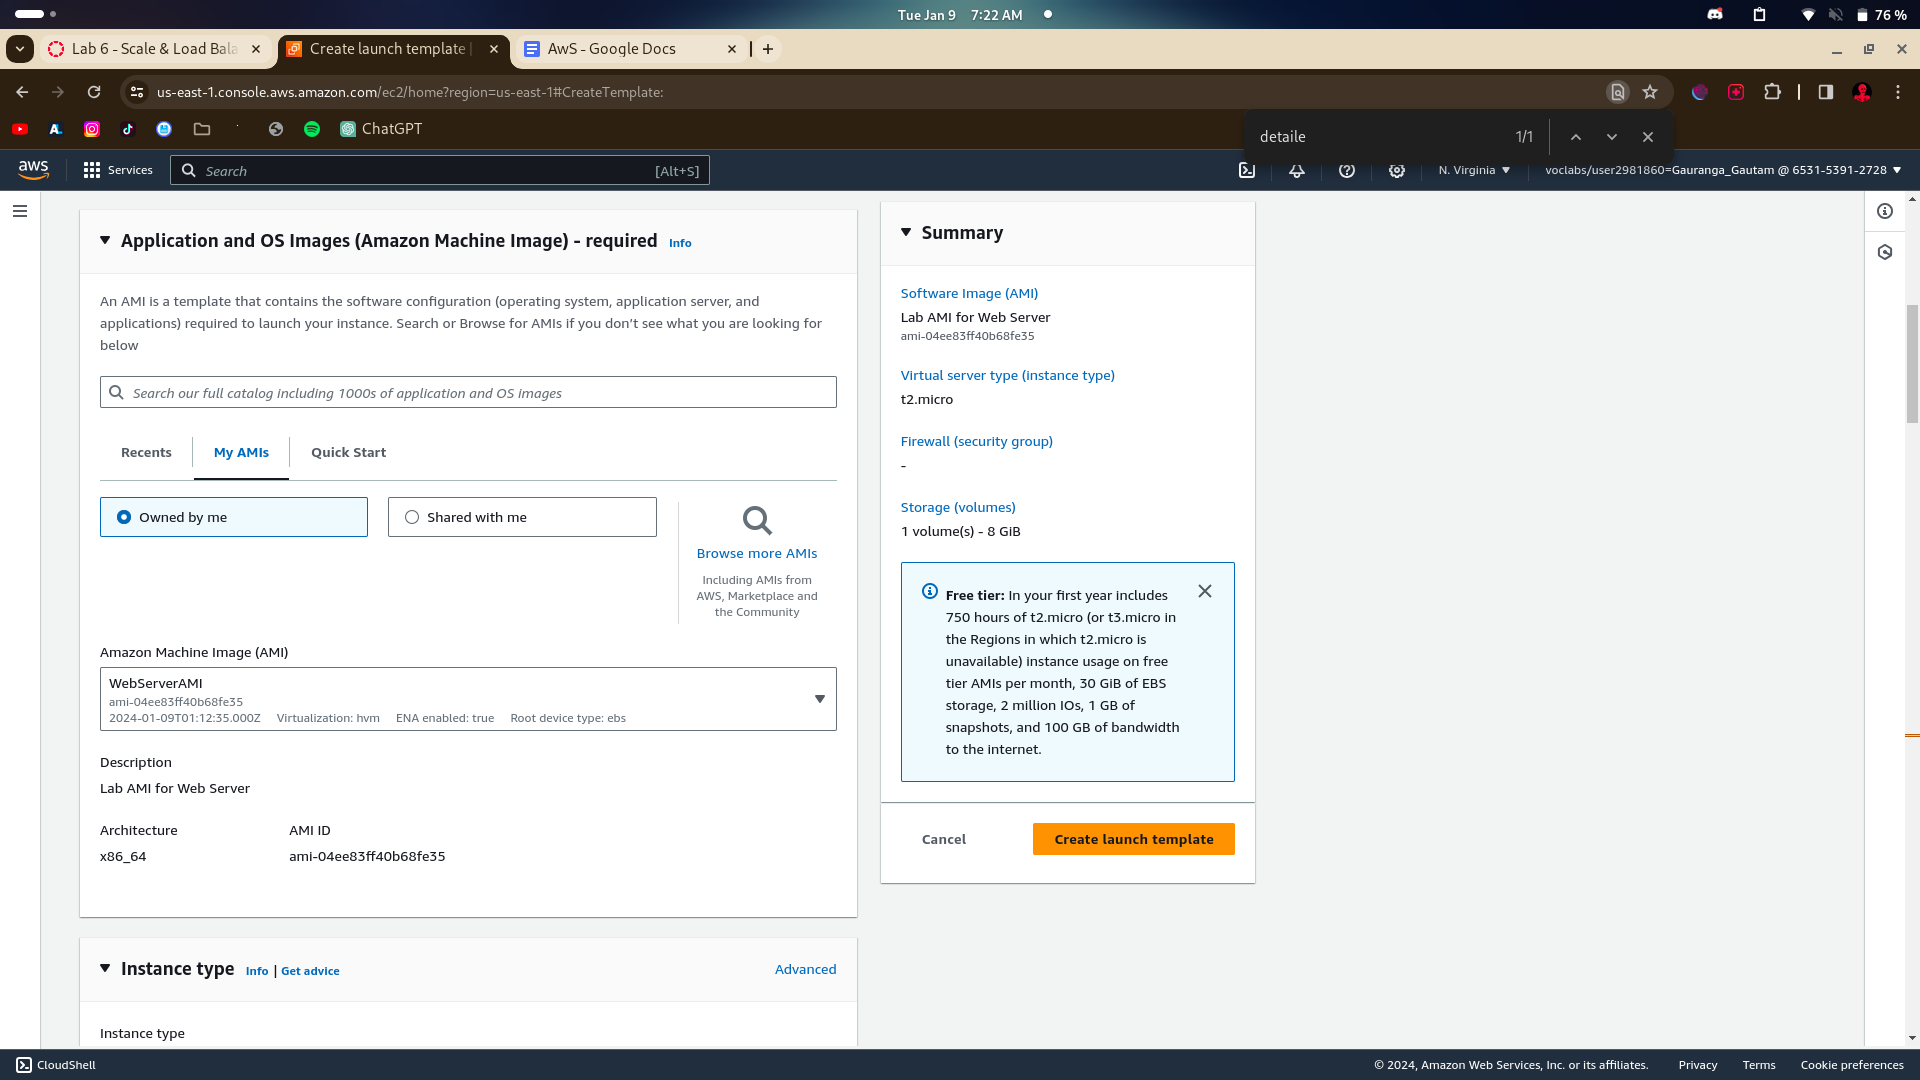 Tue Jan 9 7:22 AM
76 %
Lab 6 - Scale & Load Bala
Create launch template |
AwS - Google Docs
us-east-1.console.aws.amazon.com/ec2/home?region=us-east-1#CreateTemplate:
ChatGPT
detaile 1/1
aws
Services
Search [Alt+S]
N. Virginia
voclabs/user2981860=Gauranga_Gautam @ 6531-5391-2728
Application and OS Images (Amazon Machine Image) - required Info
An AMI is a template that contains the software configuration (operating system, application server, and
applications) required to launch your instance. Search or Browse for AMIs if you don’t see what you are looking for
below
Search our full catalog including 1000s of application and OS images
Recents My AMIs Quick Start
Owned by me
Shared with me
Browse more AMIs
Including AMIs from
AWS, Marketplace and
the Community
Amazon Machine Image (AMI)
WebServerAMI
ami-04ee83ff40b68fe35
2024-01-09T01:12:35.000Z Virtualization: hvm ENA enabled: true Root device type: ebs
Description
Lab AMI for Web Server
Architecture AMI ID
x86_64 ami-04ee83ff40b68fe35
Instance type Info | Get advice Advanced
Instance type
Summary
Software Image (AMI)
Lab AMI for Web Server
ami-04ee83ff40b68fe35
Virtual server type (instance type)
t2.micro
Firewall (security group)
-
Storage (volumes)
1 volume(s) - 8 GiB
Free tier: In your first year includes
750 hours of t2.micro (or t3.micro in
the Regions in which t2.micro is
unavailable) instance usage on free
tier AMIs per month, 30 GiB of EBS
storage, 2 million IOs, 1 GB of
snapshots, and 100 GB of bandwidth
to the internet.
Cancel Create launch template
CloudShell
© 2024, Amazon Web Services, Inc. or its affiliates. Privacy Terms Cookie preferences